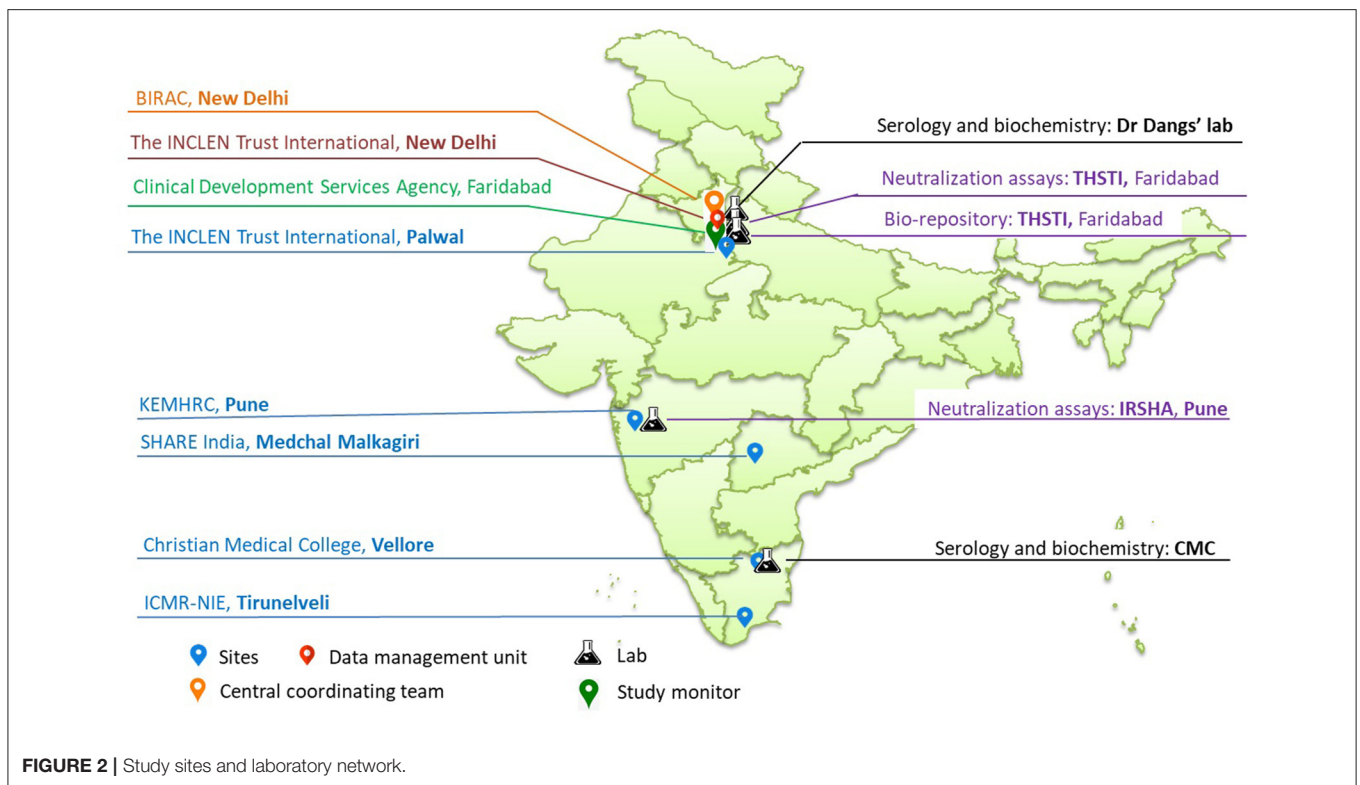 BIRAC, New Delhi
The INCLEN Trust International, New Delhi
Clinical Development Services Agency, Faridabad
The INCLEN Trust International, Palwal
Serology and biochemistry: Dr Dangs’ lab
Neutralization assays: THSTI, Faridabad
Bio-repository: THSTI, Faridabad
KEMHRC, Pune
SHARE India, Medchal Malkagiri
Neutralization assays: IRSHA, Pune
Christian Medical College, Vellore
Serology and biochemistry: CMC
ICMR-NIE, Tirunelveli
Sites
Data management unit
Lab
Central coordinating team
Study monitor
FIGURE 2 | Study sites and laboratory network.